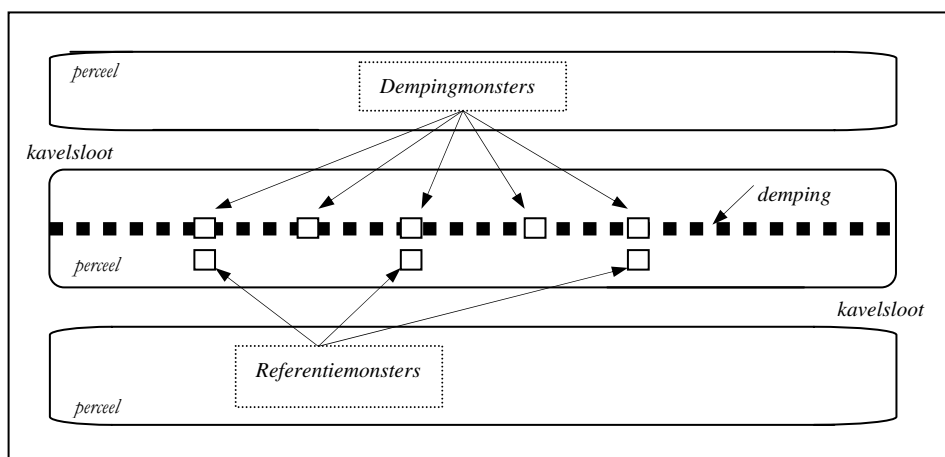 perceel
Dempingmonsters
kavelsloot
demping
perceel
kavelsloot
Referentiemonsters
perceel